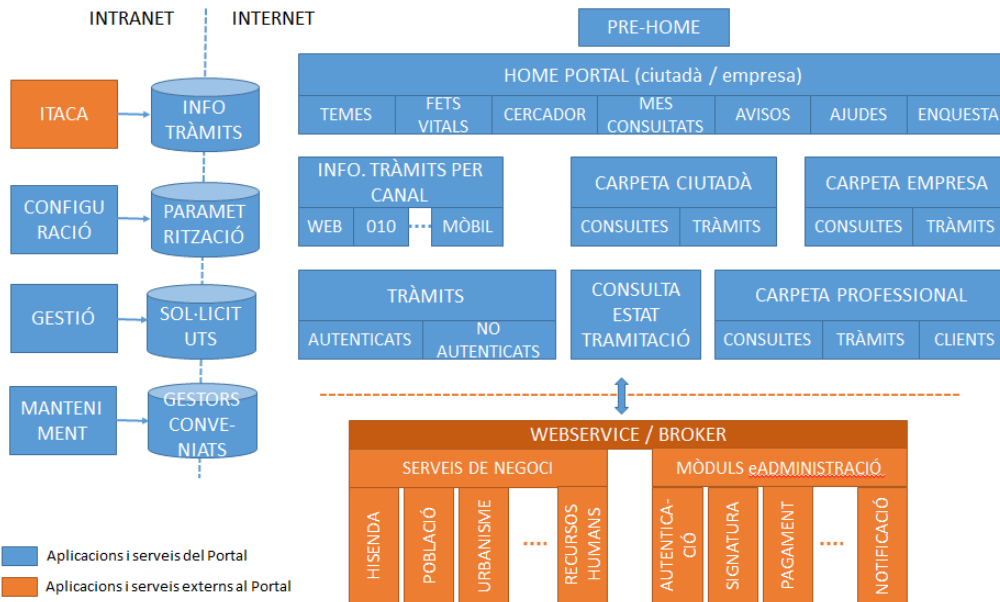 INTRANET
INTERNET
PRE-HOME
HOME PORTAL (ciutadà / empresa)
TEMES
FETS
VITALS
CERCADOR
MES
CONSULTATS
AVISOS
AJUDES
ENQUESTA
ITACA
INFO
TRÀMITS
INFO. TRÀMITS PER
CANAL
WEB
010
....
MÒBIL
CARPETA CIUTADÀ
CONSULTES
TRÀMITS
CARPETA EMPRESA
CONSULTES
TRÀMITS
CONFIGU
RACIÓ
PARAMET
RITZACIÓ
TRÀMITS
AUTENTICATS
NO
AUTENTICATS
CONSULTA
ESTAT
TRAMITACIÓ
CARPETA PROFESSIONAL
CONSULTES
TRÀMITS
CLIENTS
GESTIÓ
SOL·LICIT
UTS
MANTENI
MENT
GESTORS
CONVE-
NIATS
WEBSERVICE / BROKER
SERVEIS DE NEGOCI
MÒDULS eADMINISTRACIÓ
HISENDA
POBLACIÓ
URBANISME
....
RECURSOS
HUMANS
AUTENTICA-
CIÓ
SIGNATURA
PAGAMENT
....
NOTIFICACIÓ
Aplicacions i serveis del Portal
Aplicacions i serveis externs al Portal